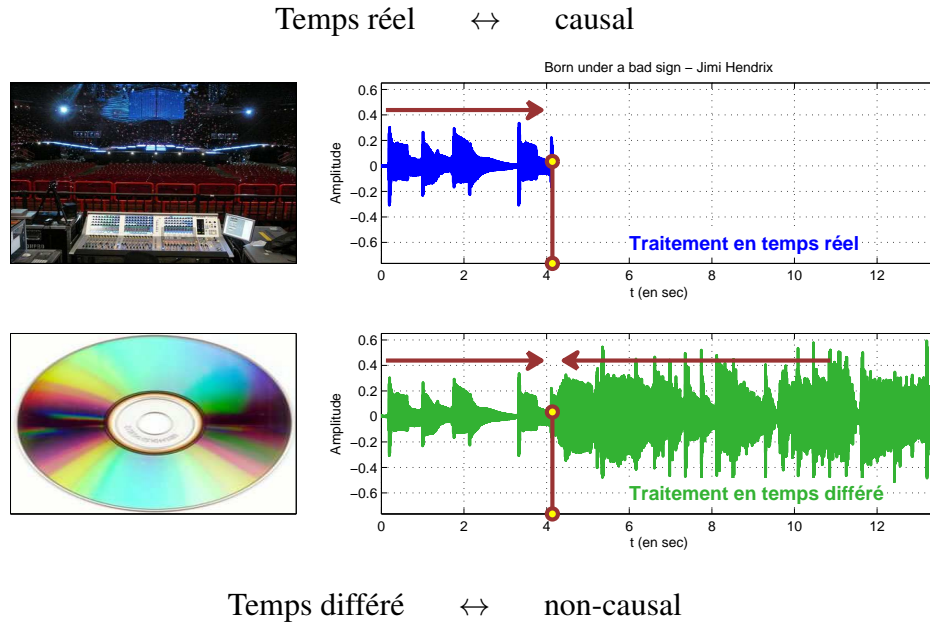 Temps réel ↔ causal
Born under a bad sign – Jimi Hendrix
0.6
0.4
0.2
0
−0.2
−0.4
−0.6
Amplitude
Traitement en temps réel
0 2 4 6 8 10 12
t (en sec)
0.6
0.4
0.2
0
−0.2
−0.4
−0.6
Amplitude
Traitement en temps différé
0 2 4 6 8 10 12
t (en sec)
Temps différé ↔ non-causal